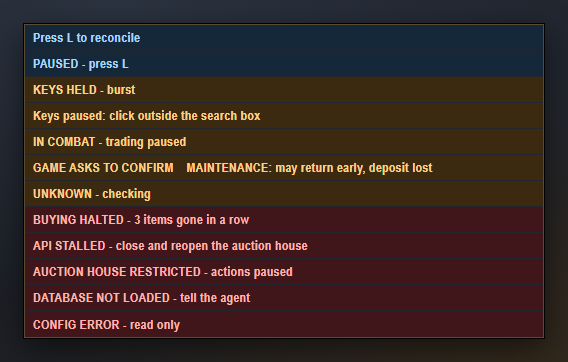 Press L to reconcile
PAUSED - press L
KEYS HELD - burst
Keys paused: click outside the search box
IN COMBAT - trading paused
GAME ASKS TO CONFIRM MAINTENANCE: may return early, deposit lost
UNKNOWN - checking
BUYING HALTED - 3 items gone in a row
API STALLED - close and reopen the auction house
AUCTION HOUSE RESTRICTED - actions paused
DATABASE NOT LOADED - tell the agent
CONFIG ERROR - read only